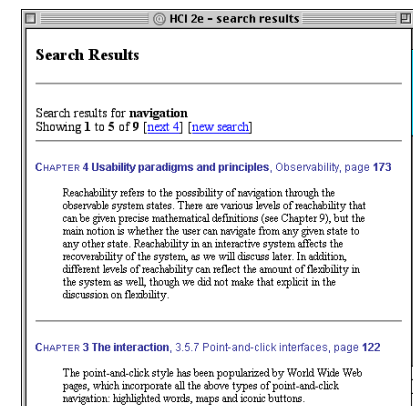 HCI 2e - search results
Search Results
Search results for navigation
Showing 1 to 5 of 9 [next 4] [new search]
CHAPTER 4 Usability paradigms and principles, Observability, page 173
Reachability refers to the possibility of navigation through the
observable system states. There are various levels of reachability that
can be given precise mathematical definitions (see Chapter 9), but the
main notion is whether the user can navigate from any given state to
any other state. Reachability in an interactive system affects the
recoverability of the system, as we will discuss later. In addition,
different levels of reachability can reflect the amount of flexibility in
the system as well, though we did not make that explicit in the
discussion on flexibility.
CHAPTER 3 The interaction, 3.5.7 Point-and-click interfaces, page 122
The point-and-click style has been popularized by World Wide Web
pages, which incorporate all the above types of point-and-click
navigation: highlighted words, maps and iconic buttons.